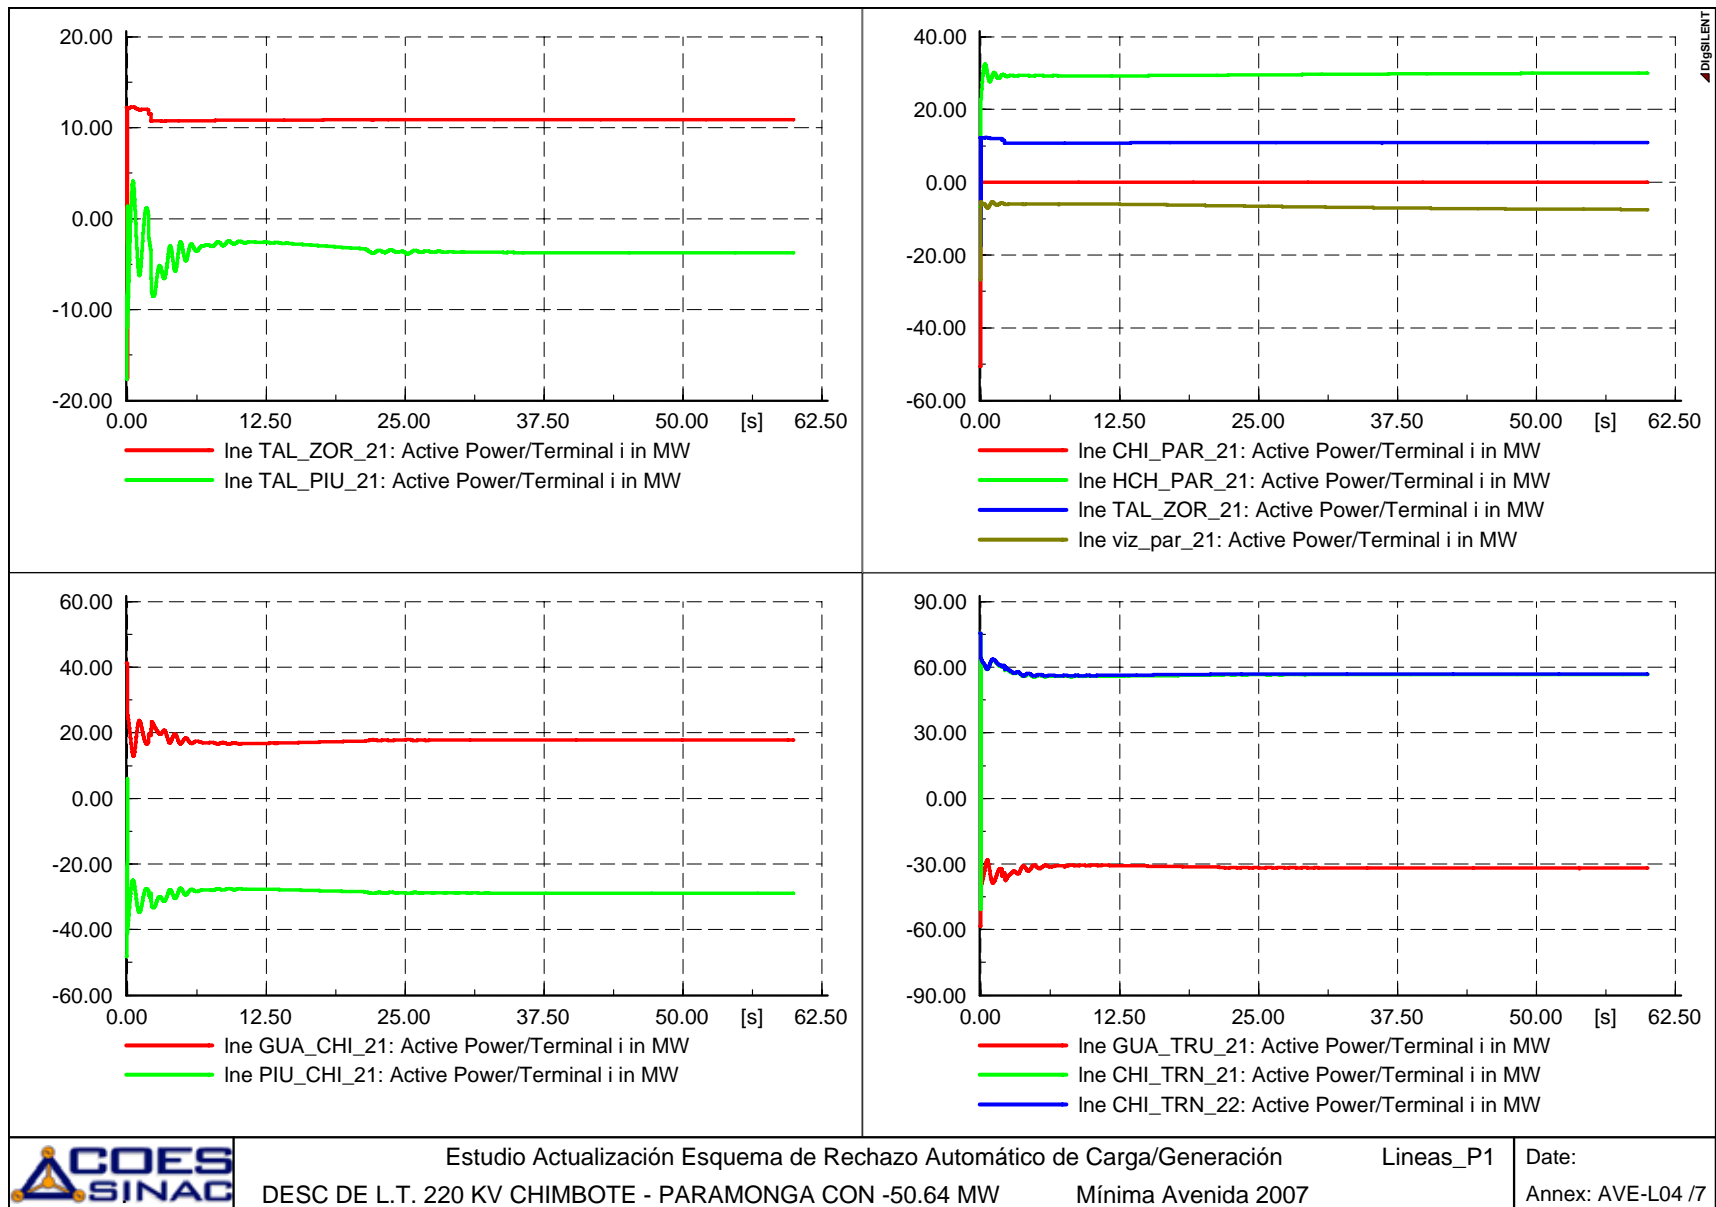 20.00
10.00
0.00
-10.00
-20.00
0.00 12.50 25.00 37.50 50.00 [s] 62.50
lne TAL_ZOR_21: Active Power/Terminal i in MW
lne TAL_PIU_21: Active Power/Terminal i in MW
DIgSILENT
40.00
20.00
0.00
-20.00
-40.00
-60.00
0.00 12.50 25.00 37.50 50.00 [s] 62.50
lne CHI_PAR_21: Active Power/Terminal i in MW
lne HCH_PAR_21: Active Power/Terminal i in MW
lne TAL_ZOR_21: Active Power/Terminal i in MW
lne viz_par_21: Active Power/Terminal i in MW
60.00
40.00
20.00
0.00
-20.00
-40.00
-60.00
0.00 12.50 25.00 37.50 50.00 [s] 62.50
lne GUA_CHI_21: Active Power/Terminal i in MW
lne PIU_CHI_21: Active Power/Terminal i in MW
90.00
60.00
30.00
0.00
-30.00
-60.00
-90.00
0.00 12.50 25.00 37.50 50.00 [s] 62.50
lne GUA_TRU_21: Active Power/Terminal i in MW
lne CHI_TRN_21: Active Power/Terminal i in MW
lne CHI_TRN_22: Active Power/Terminal i in MW
COES
SINAC
Estudio Actualización Esquema de Rechazo Automático de Carga/Generación Lineas_P1
DESC DE L.T. 220 KV CHIMBOTE - PARAMONGA CON -50.64 MW Mínima Avenida 2007
Date:
Annex: AVE-L04 /7